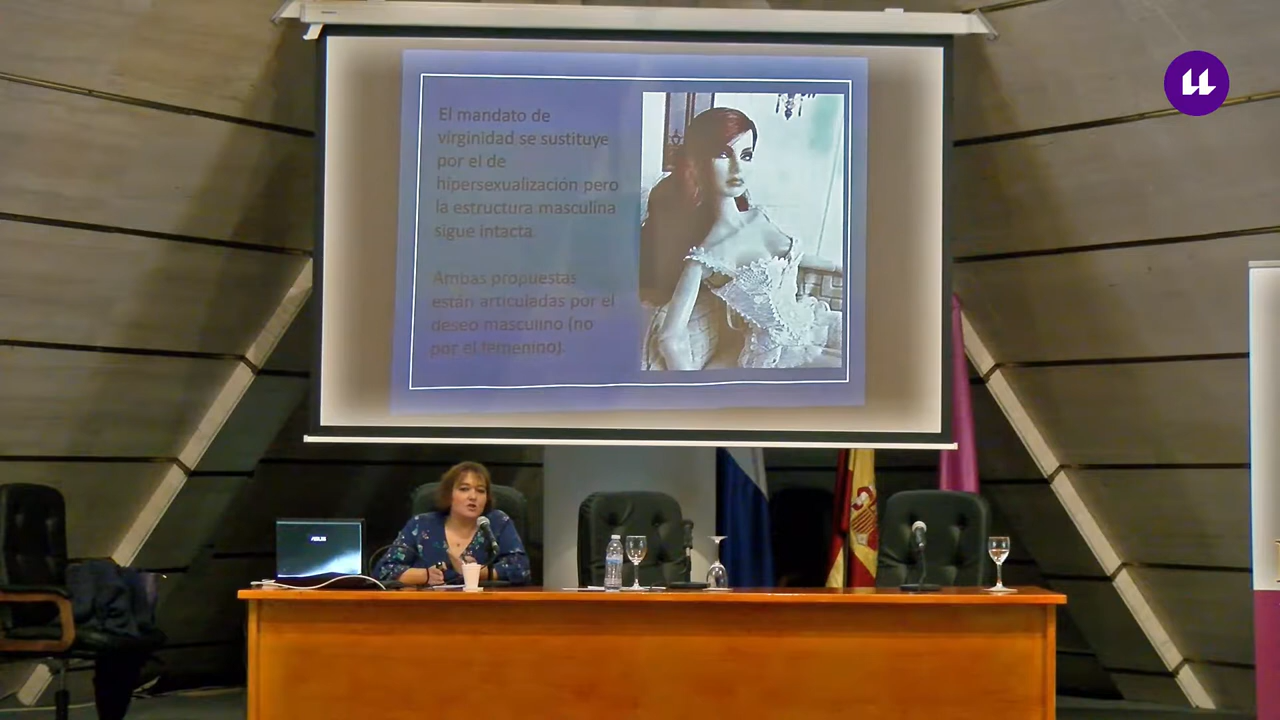 El mandato de
virginidad se sustituye
por el de
hipersexualización pero
la estructura masculina
sigue intacta.
Ambas propuestas
están articuladas por el
deseo masculino (no
por el femenino).
ASUS